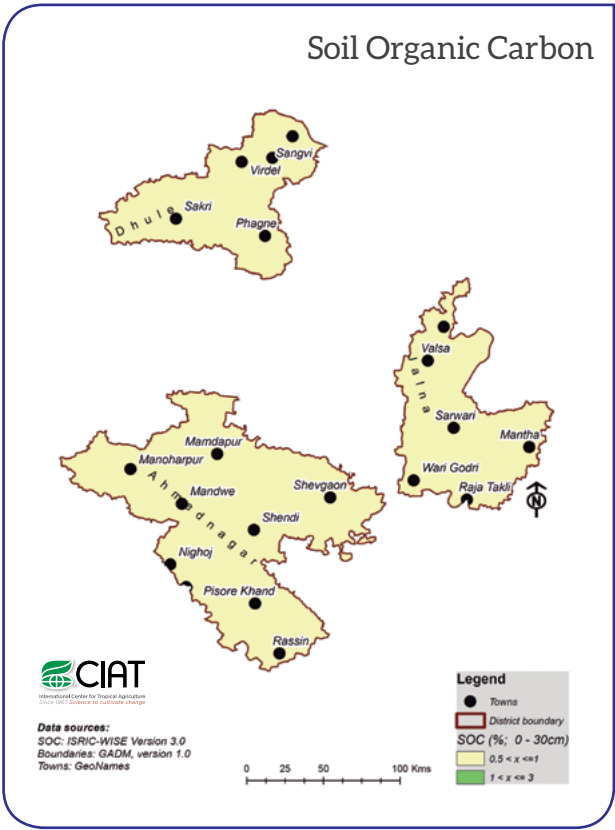 Soil Organic Carbon
Sangvi
Virdel
Dhule
Sakri
Phagne
Valsa
Jalna
Sarwari
Mantha
Wari Godri
Raja Takli
N
Mamdapur
Manoharpur
Ahmadnagar
Mandwe
Shevgaon
Shendi
Nighoj
Pisore Khand
Rassin
CIAT
International Center for Tropical Agriculture
Since 1967 Science to cultivate change
Data sources:
SOC: ISRIC-WISE Version 3.0
Boundaries: GADM, version 1.0
Towns: GeoNames
0 25 50 100 Kms
Legend
Towns
District boundary
SOC (%; 0 - 30cm)
0.5 < x <=1
1 < x <= 3